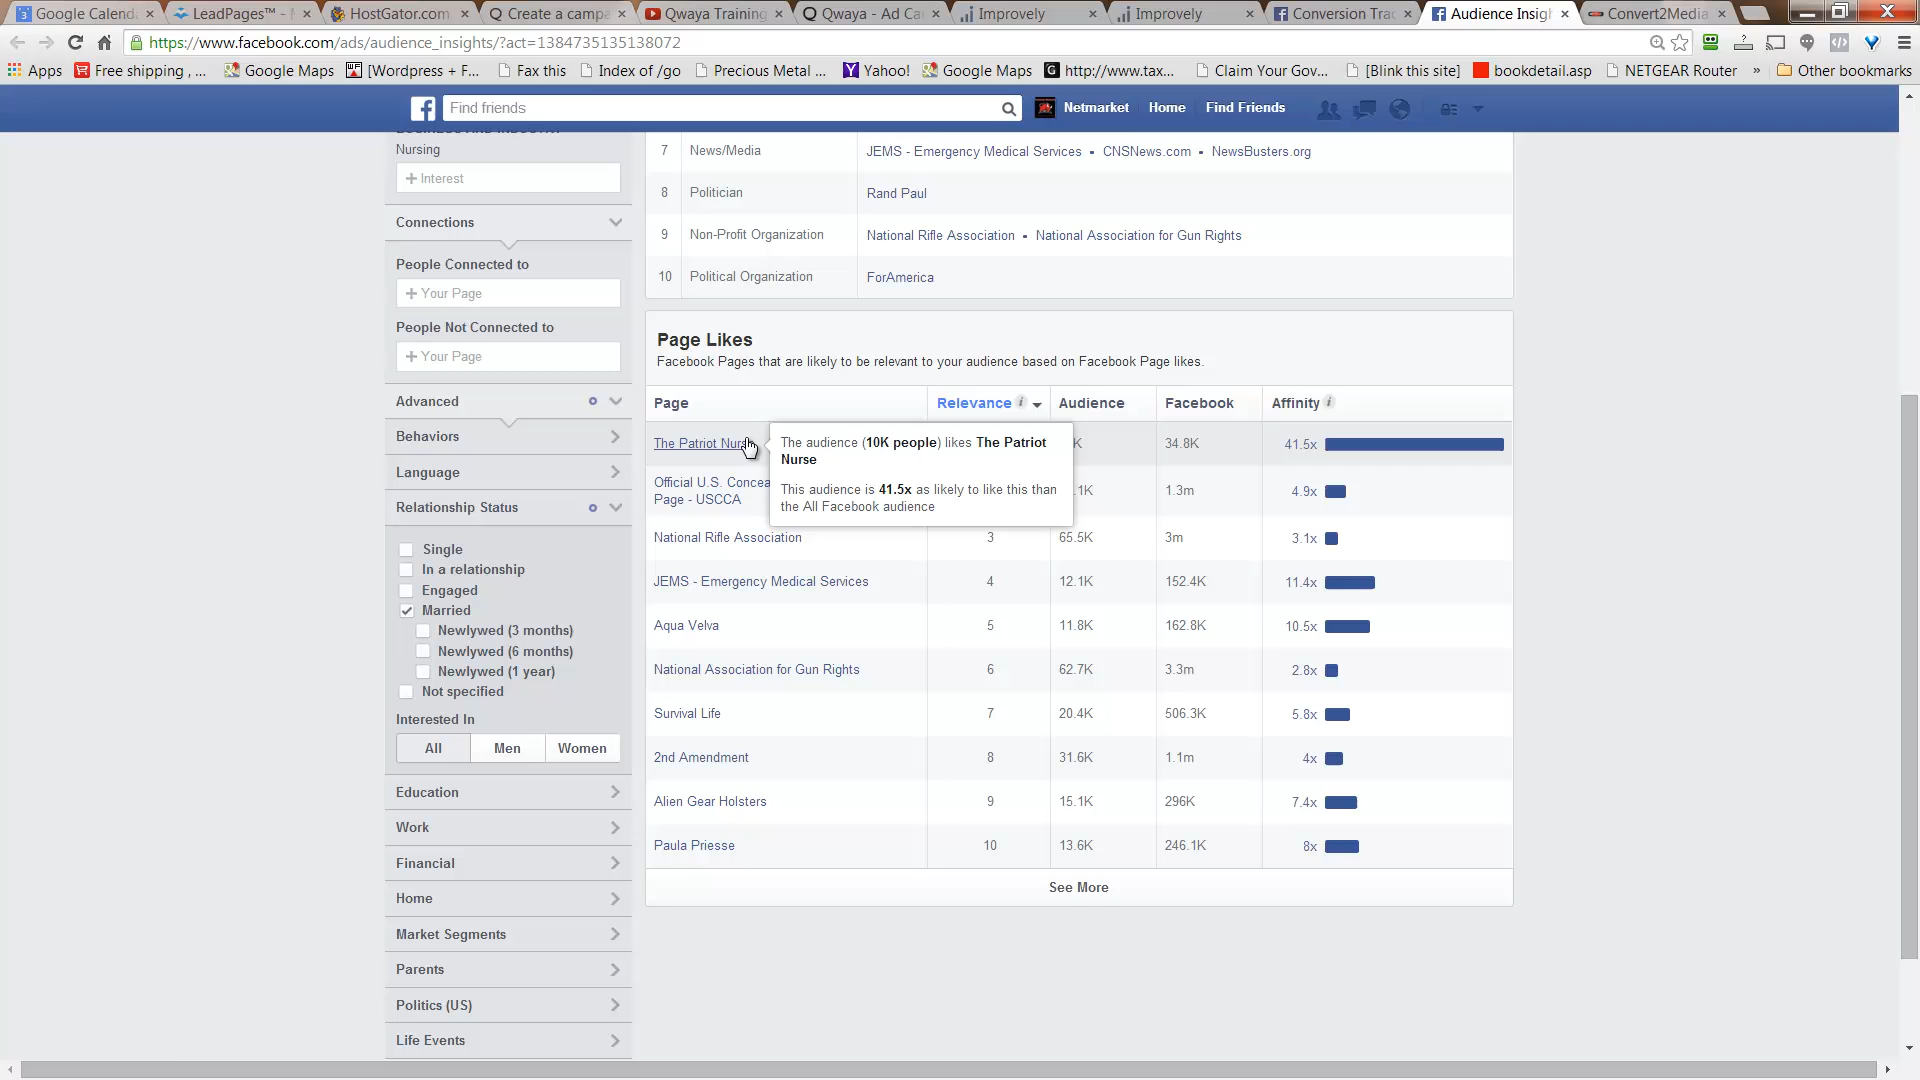 Google Calenda
LeadPages™ -
HostGator.com
Create a campa
Qwaya Training
Qwaya - Ad Ca
Improvely
Improvely
Conversion Trac
Audience Insigh
Convert2Media
https://www.facebook.com/ads/audience_insights/?act=1384735135138072
Apps
Free shipping , ...
Google Maps
[Wordpress + F...
Fax this
Index of /go
Precious Metal ...
Yahoo!
Google Maps
http://www.tax...
Claim Your Gov...
[Blink this site]
bookdetail.asp
NETGEAR Router
»
Other bookmarks
Find friends
Netmarket
Home
Find Friends
Nursing
+ Interest
Connections
People Connected to
+ Your Page
People Not Connected to
+ Your Page
Advanced
Behaviors
Language
Relationship Status
Single
In a relationship
Engaged
Married
Newlywed (3 months)
Newlywed (6 months)
Newlywed (1 year)
Not specified
Interested In
All Men Women
Education
Work
Financial
Home
Market Segments
Parents
Politics (US)
Life Events
7 News/Media JEMS - Emergency Medical Services • CNSNews.com • NewsBusters.org
8 Politician Rand Paul
9 Non-Profit Organization National Rifle Association • National Association for Gun Rights
10 Political Organization ForAmerica
Page Likes
Facebook Pages that are likely to be relevant to your audience based on Facebook Page likes.
Page Relevance i Audience Facebook Affinity i
The Patriot Nurs K 34.8K 41.5x
The audience (10K people) likes The Patriot
Nurse
This audience is 41.5x as likely to like this than
the All Facebook audience
Official U.S. Concea
Page - USCCA .1K 1.3m 4.9x
National Rifle Association 3 65.5K 3m 3.1x
JEMS - Emergency Medical Services 4 12.1K 152.4K 11.4x
Aqua Velva 5 11.8K 162.8K 10.5x
National Association for Gun Rights 6 62.7K 3.3m 2.8x
Survival Life 7 20.4K 506.3K 5.8x
2nd Amendment 8 31.6K 1.1m 4x
Alien Gear Holsters 9 15.1K 296K 7.4x
Paula Priesse 10 13.6K 246.1K 8x
See More